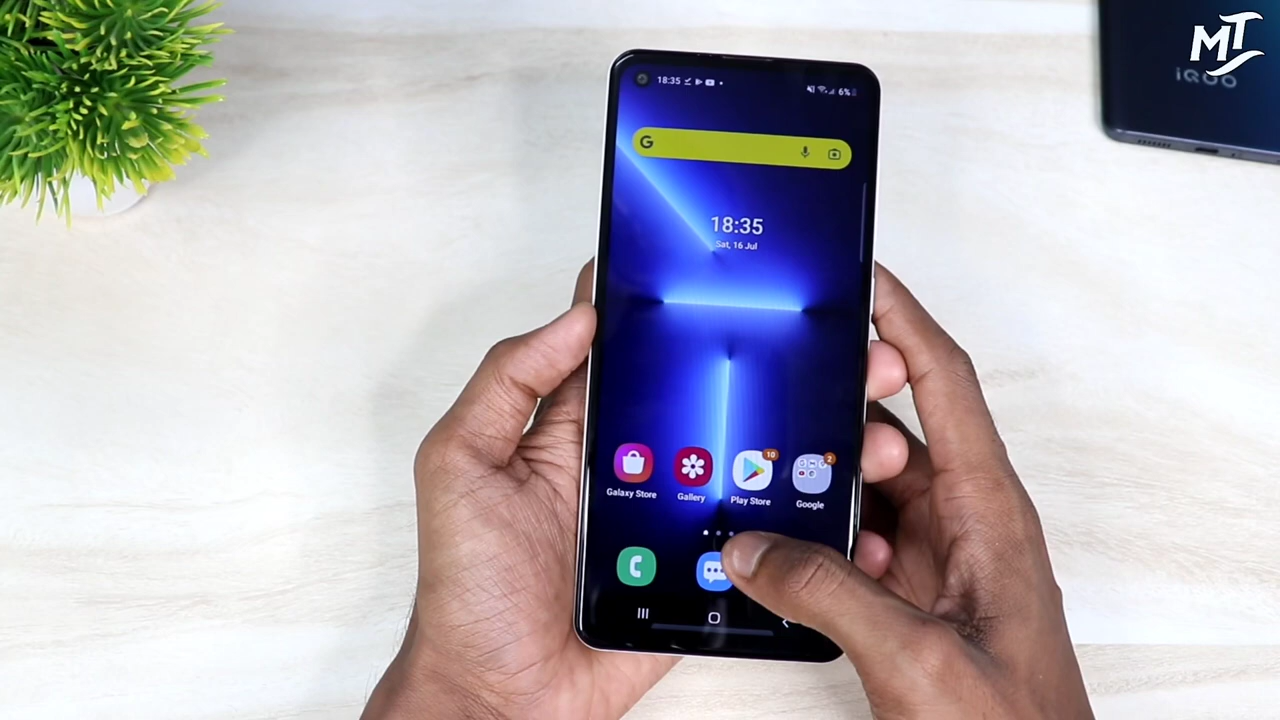 MT
iQOO
18:35
6%
G
18:35
Sat, 16 Jul
10
2
Galaxy Store
Gallery
Play Store
Google